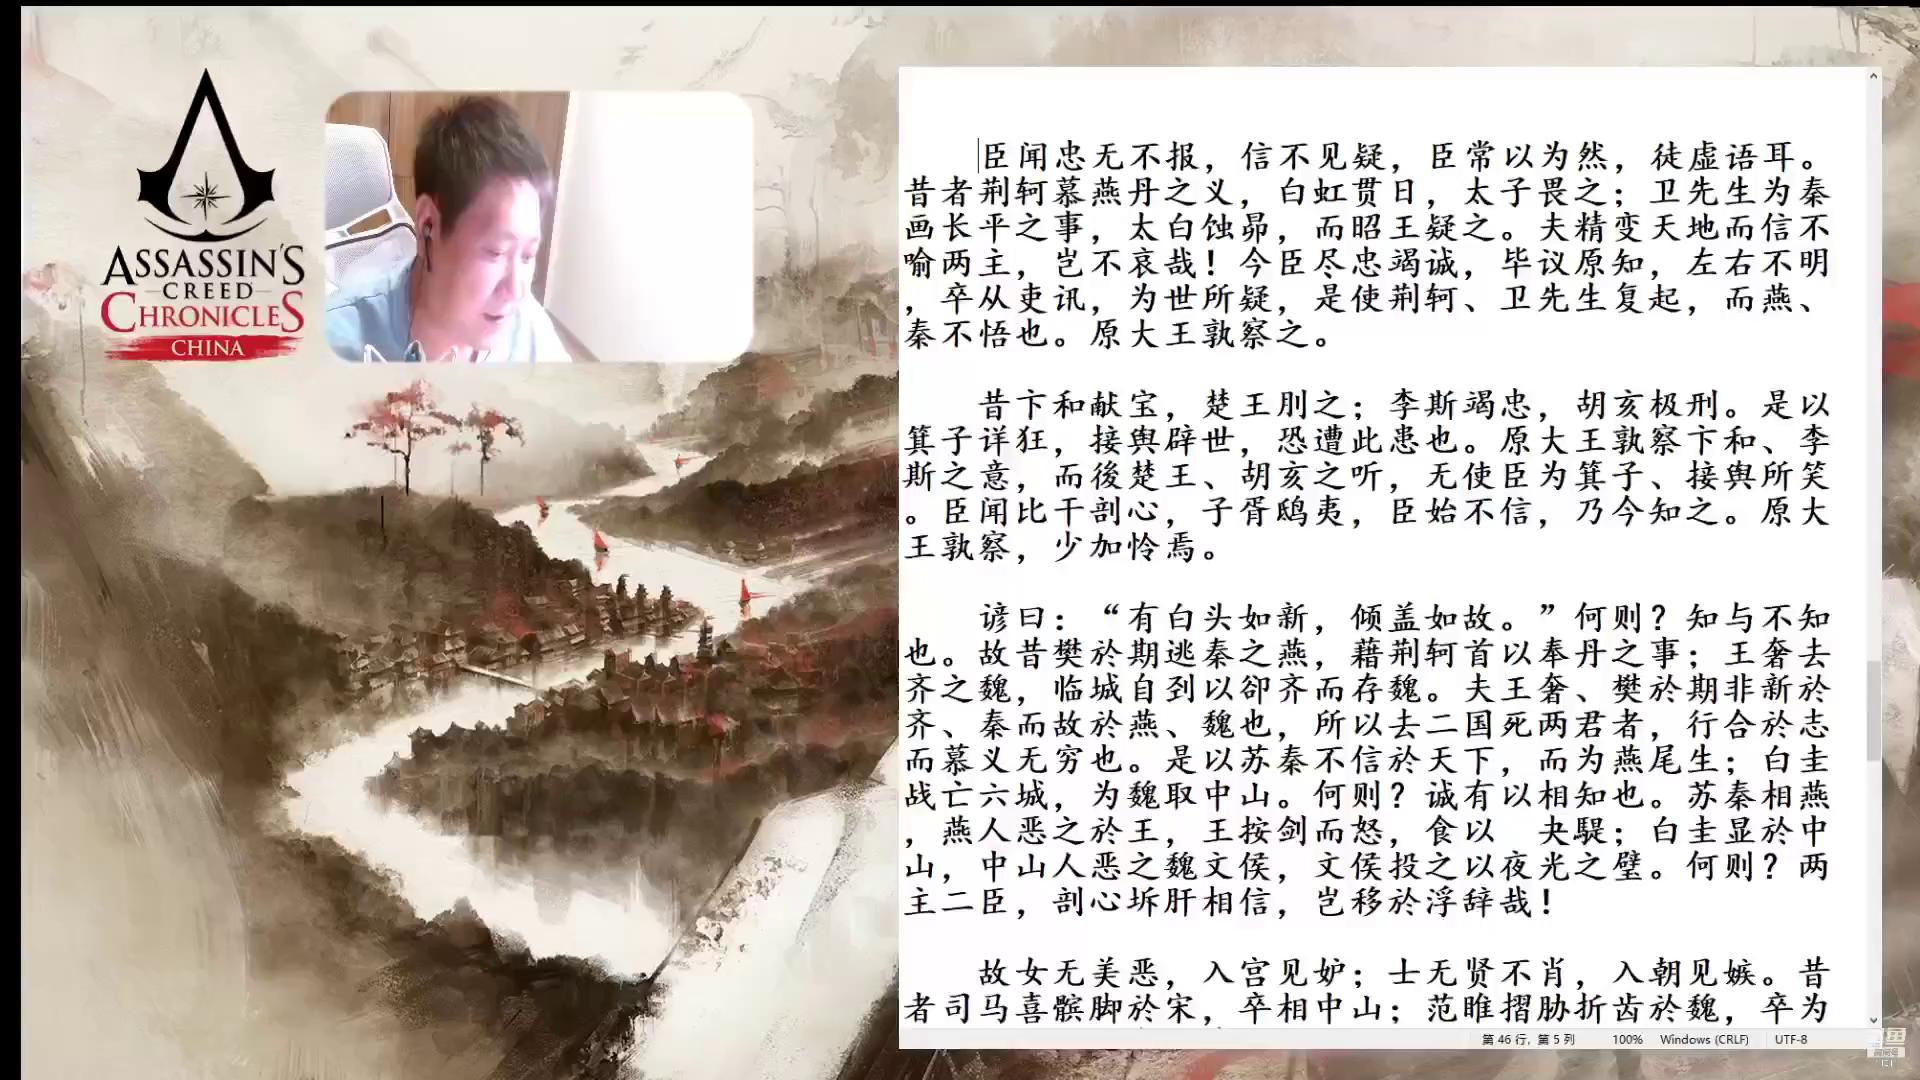 ASSASSIN'S
CREED
CHRONICLES
CHINA
臣闻忠无不报，信不见疑，臣常以为然，徒虚语耳。
昔者荆轲慕燕丹之义，白虹贯日，太子畏之；卫先生为秦
画长平之事，太白蚀昴，而昭王疑之。夫精变天地而信不
喻两主，岂不哀哉！今臣尽忠竭诚，毕议原知，左右不明
，卒从吏讯，为世所疑，是使荆轲、卫先生复起，而燕、
秦不悟也。原大王孰察之。
昔卞和献宝，楚王刖之；李斯竭忠，胡亥极刑。是以
箕子详狂，接舆辟世，恐遭此患也。原大王孰察卞和、李
斯之意，而後楚王、胡亥之听，无使臣为箕子、接舆所笑
。臣闻比干剖心，子胥鸱夷，臣始不信，乃今知之。原大
王孰察，少加怜焉。
谚曰：“有白头如新，倾盖如故。”何则？知与不知
也。故昔樊於期逃秦之燕，藉荆轲首以奉丹之事；王奢去
齐之魏，临城自刭以卻齐而存魏。夫王奢、樊於期非新於
齐、秦而故於燕、魏也，所以去二国死两君者，行合於志
而慕义无穷也。是以苏秦不信於天下，而为燕尾生；白圭
战亡六城，为魏取中山。何则？诚有以相知也。苏秦相燕
，燕人恶之於王，王按剑而怒，食以　夬騠；白圭显於中
山，中山人恶之魏文侯，文侯投之以夜光之璧。何则？两
主二臣，剖心坼肝相信，岂移於浮辞哉！
故女无美恶，入宫见妒；士无贤不肖，入朝见嫉。昔
者司马喜髌脚於宋，卒相中山；范睢摺胁折齿於魏，卒为
第 46 行，第 5 列 100% Windows (CRLF) UTF-8